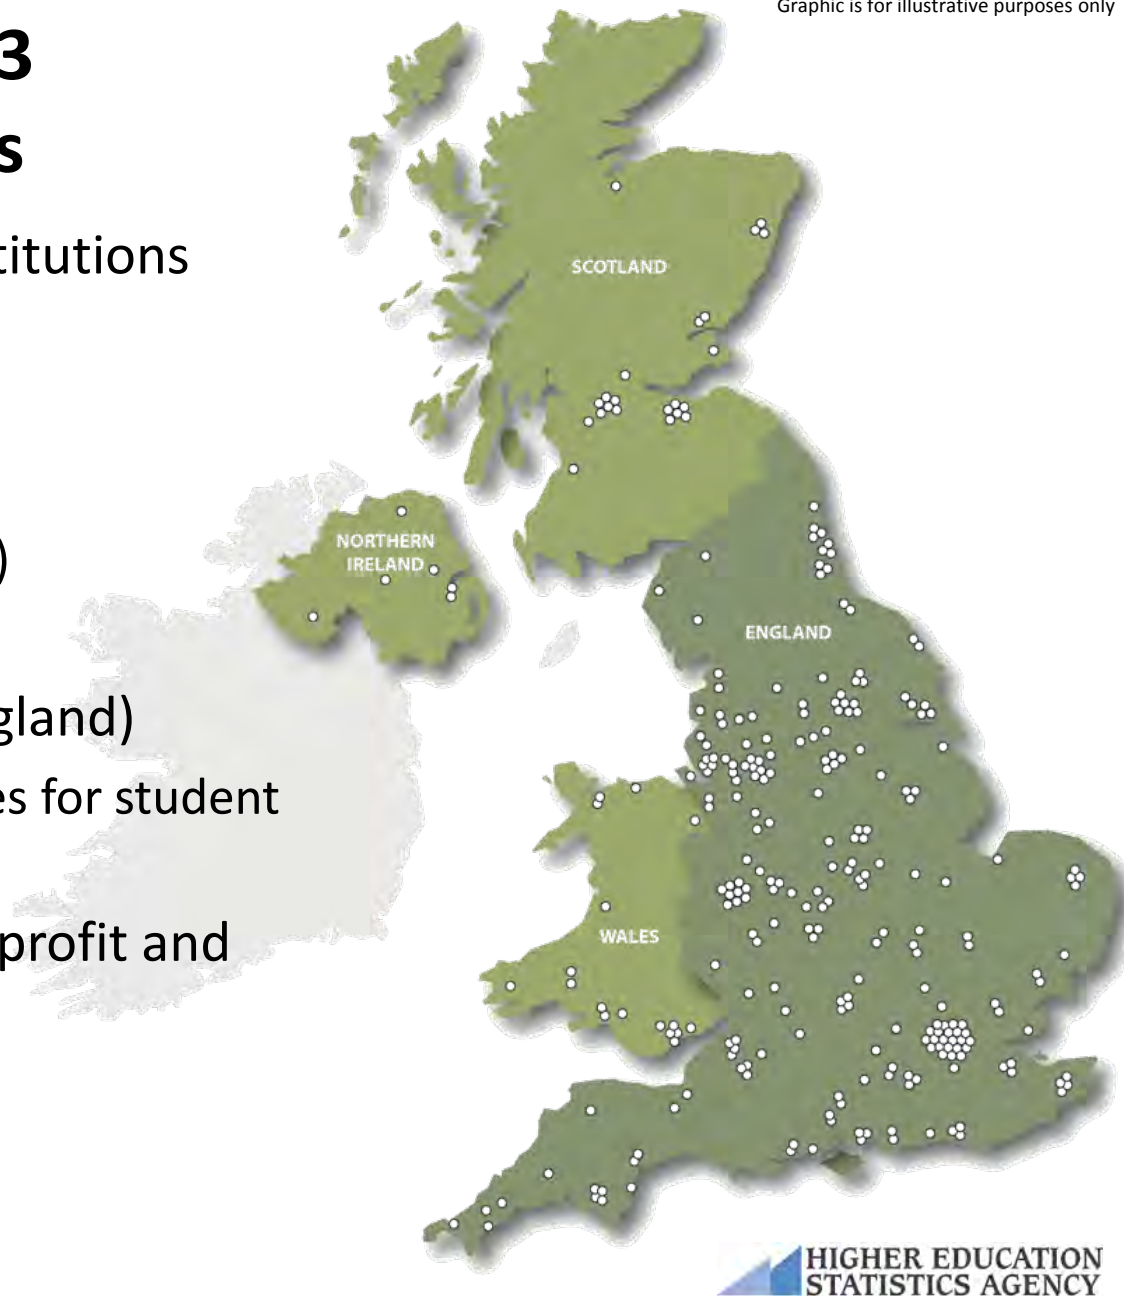 Graphic is for illustrative purposes only
3
s
titutions
)
gland)
es for student
profit and
SCOTLAND
NORTHERN
IRELAND
ENGLAND
WALES
HIGHER EDUCATION
STATISTICS AGENCY